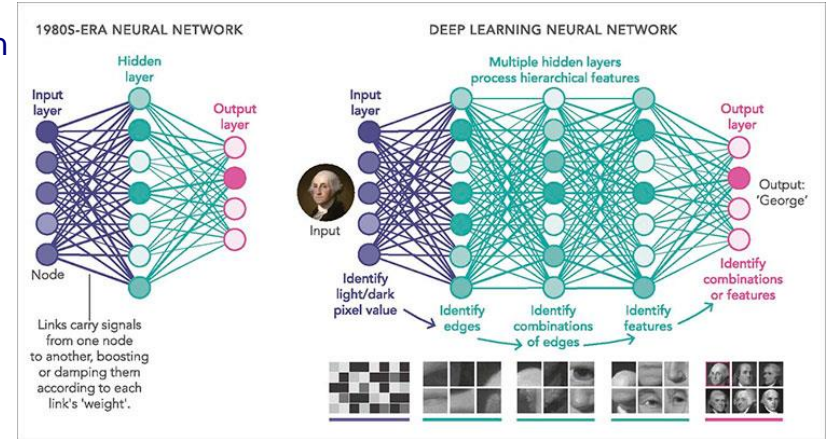 1980S-ERA NEURAL NETWORK
Hidden
layer
Input
layer
Output
layer
Node
Links carry signals
from one node
to another, boosting
or damping them
according to each
link's 'weight'.
DEEP LEARNING NEURAL NETWORK
Multiple hidden layers
process hierarchical features
Input
layer
Output
layer
Input
Output:
'George'
Identify
light/dark
pixel value
Identify
edges
Identify
combinations
of edges
Identify
features
Identify
combinations
or features